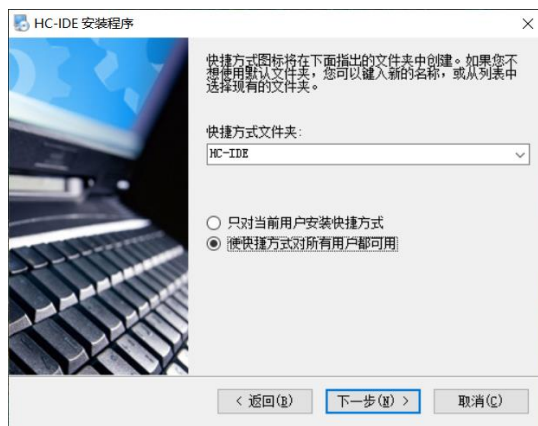 HC-IDE 安装程序
快捷方式图标将在下面指出的文件夹中创建。如果您不
想使用默认文件夹，您可以键入新的名称，或从列表中
选择现有的文件夹。
快捷方式文件夹:
HC-IDE
只对当前用户安装快捷方式
使快捷方式对所有用户都可用
< 返回(B)
下一步(N) >
取消(C)